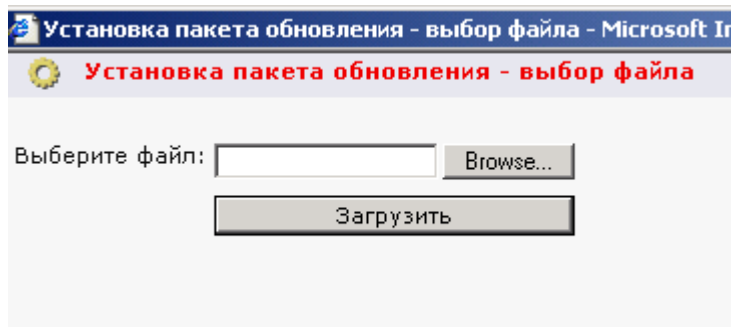 Установка пакета обновления - выбор файла - Microsoft
Установка пакета обновления - выбор файла
Выберите файл: Browse...
Загрузить